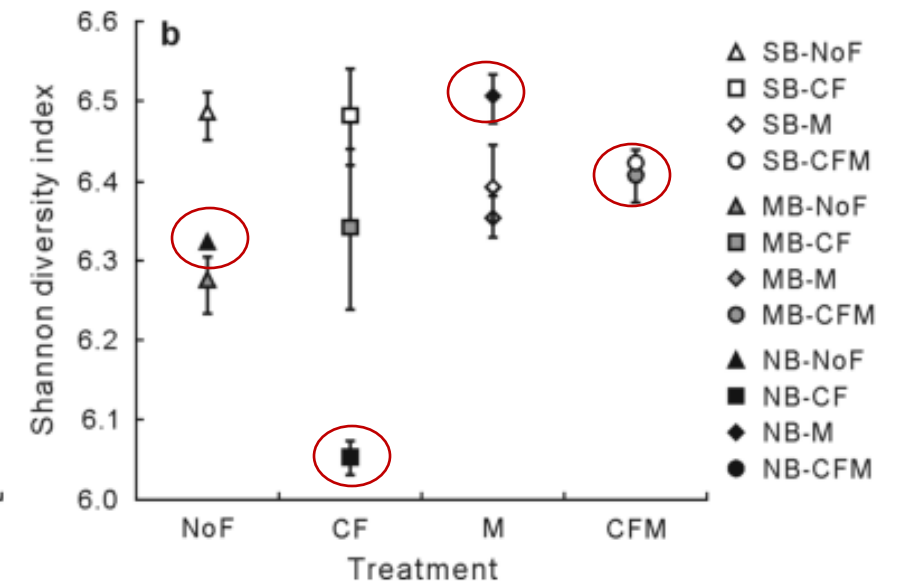 b
Shannon diversity index
6.6
6.5
6.4
6.3
6.2
6.1
6.0
NoF CF M CFM
Treatment
SB-NoF
SB-CF
SB-M
SB-CFM
MB-NoF
MB-CF
MB-M
MB-CFM
NB-NoF
NB-CF
NB-M
NB-CFM